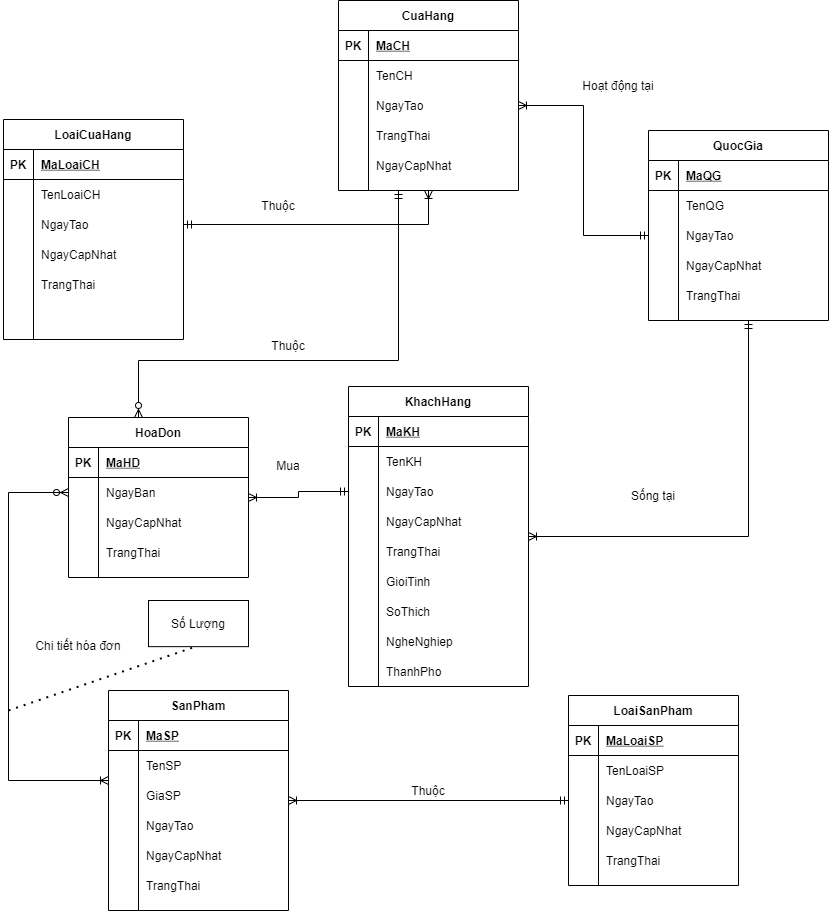 CuaHang
PK MaCH
TenCH
NgayTao
TrangThai
NgayCapNhat
Hoạt động tại
LoaiCuaHang
PK MaLoaiCH
TenLoaiCH
NgayTao
NgayCapNhat
TrangThai
Thuộc
QuocGia
PK MaQG
TenQG
NgayTao
NgayCapNhat
TrangThai
Thuộc
HoaDon
PK MaHD
NgayBan
NgayCapNhat
TrangThai
Mua
KhachHang
PK MaKH
TenKH
NgayTao
NgayCapNhat
TrangThai
GioiTinh
SoThich
NgheNghiep
ThanhPho
Sống tại
Số Lượng
Chi tiết hóa đơn
SanPham
PK MaSP
TenSP
GiaSP
NgayTao
NgayCapNhat
TrangThai
Thuộc
LoaiSanPham
PK MaLoaiSP
TenLoaiSP
NgayTao
NgayCapNhat
TrangThai